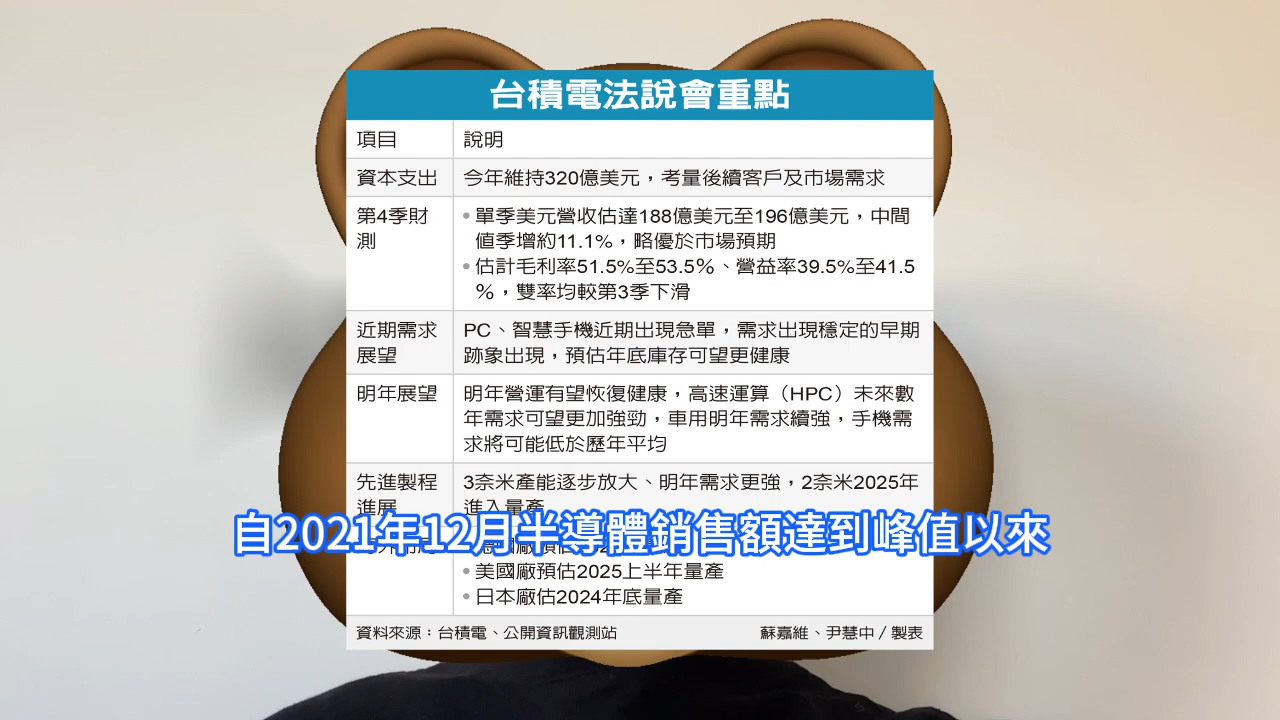 台積電法說會重點
項目 說明
資本支出 今年維持320億美元，考量後續客戶及市場需求
第4季財測
• 單季美元營收估達188億美元至196億美元，中間
值季增約11.1%，略優於市場預期
• 估計毛利率51.5%至53.5%、營益率39.5%至41.5
%，雙率均較第3季下滑
近期需求 PC、智慧手機近期出現急單，需求出現穩定的早期
展望 跡象出現，預估年底庫存可望更健康
明年展望 明年營運有望恢復健康，高速運算（HPC）未來數
年需求可望更加強勁，車用明年需求續強，手機需
求將可能低於歷年平均
先進製程 3奈米產能逐步放大、明年需求更強，2奈米2025年
進展 進入量產
自2021年12月半導體銷售額達到峰值以來
• 美國廠預估2025上半年量產
• 日本廠估2024年底量產
資料來源：台積電、公開資訊觀測站 蘇嘉維、尹慧中／製表